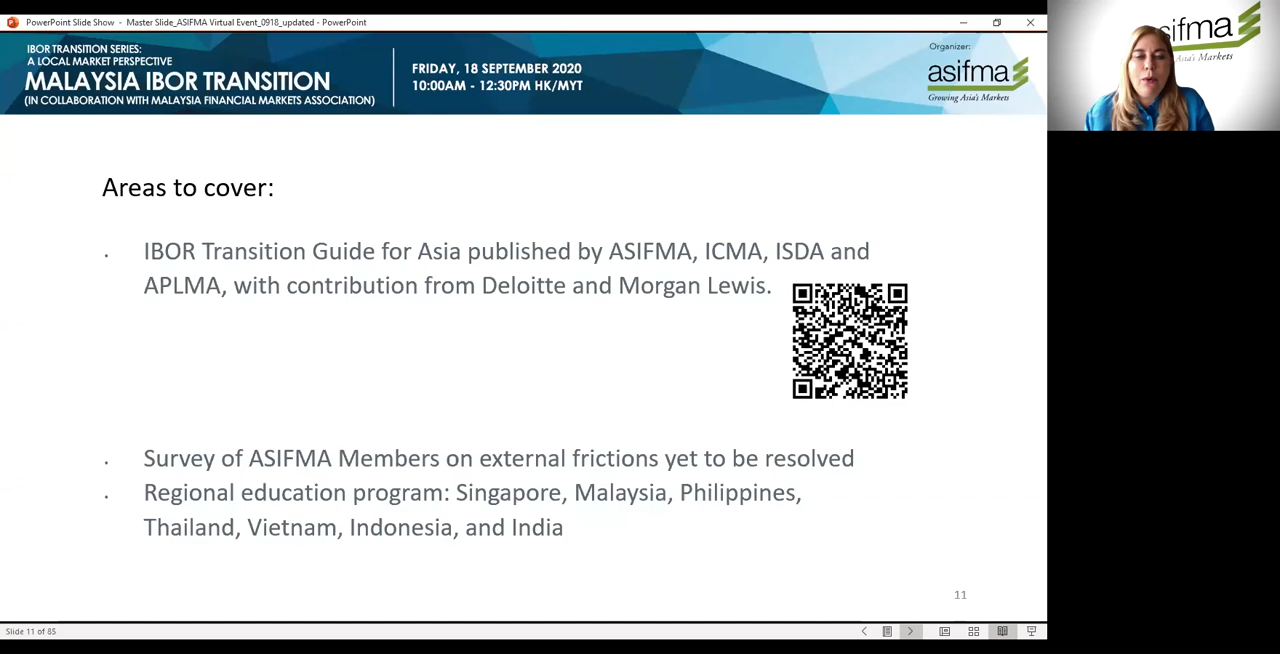 PowerPoint Slide Show - Master Slide_ASIFMA Virtual Event_0918_updated - PowerPoint
IBOR TRANSITION SERIES:
A LOCAL MARKET PERSPECTIVE
MALAYSIA IBOR TRANSITION
(IN COLLABORATION WITH MALAYSIA FINANCIAL MARKETS ASSOCIATION)
FRIDAY, 18 SEPTEMBER 2020
10:00AM - 12:30PM HK/MYT
Organizer:
asifma
Growing Asia's Markets
asifma
Asia's Markets
Areas to cover:
• IBOR Transition Guide for Asia published by ASIFMA, ICMA, ISDA and
APLMA, with contribution from Deloitte and Morgan Lewis.
• Survey of ASIFMA Members on external frictions yet to be resolved
• Regional education program: Singapore, Malaysia, Philippines,
Thailand, Vietnam, Indonesia, and India
11
Slide 11 of 85